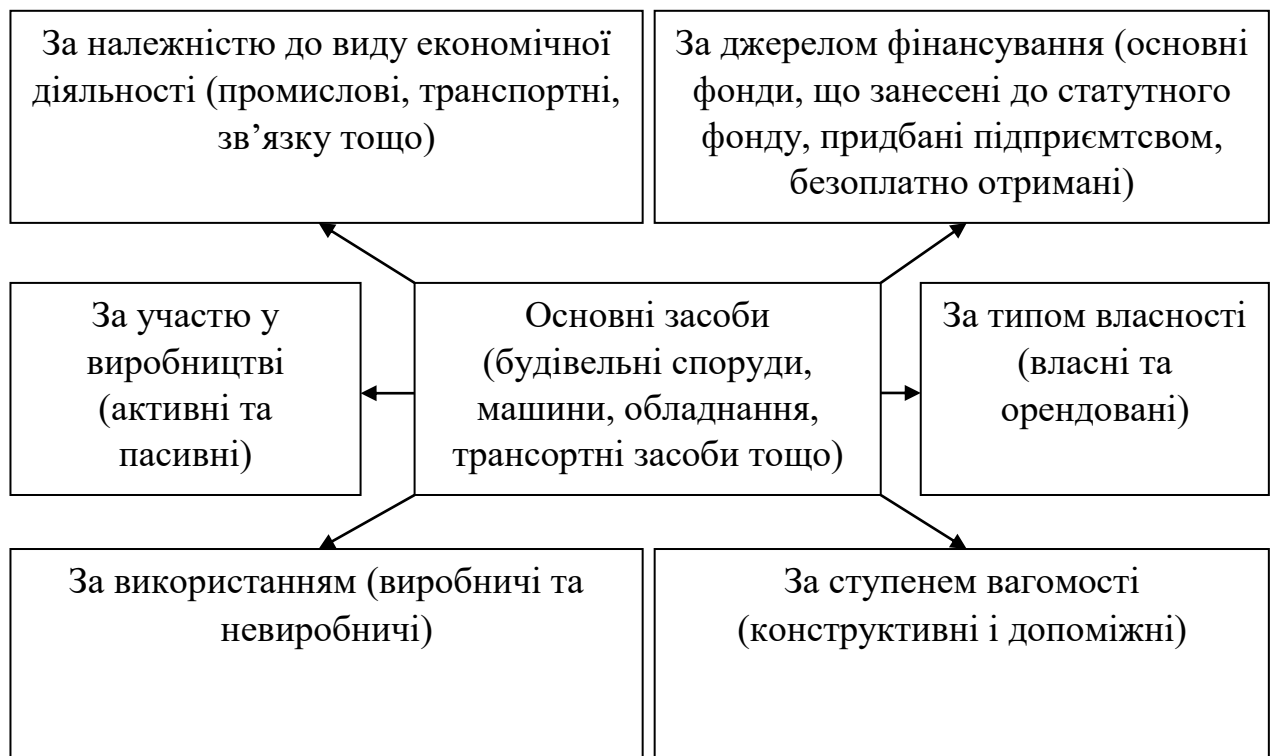 За належністю до виду економічної
діяльності (промислові, транспортні,
зв’язку тощо)
За джерелом фінансування (основні
фонди, що занесені до статутного
фонду, придбані підприємтсвом,
безоплатно отримані)
За участю у
виробництві
(активні та
пасивні)
Основні засоби
(будівельні споруди,
машини, обладнання,
трансортні засоби тощо)
За типом власності
(власні та
орендовані)
За використанням (виробничі та
невиробничі)
За ступенем вагомості
(конструктивні і допоміжні)